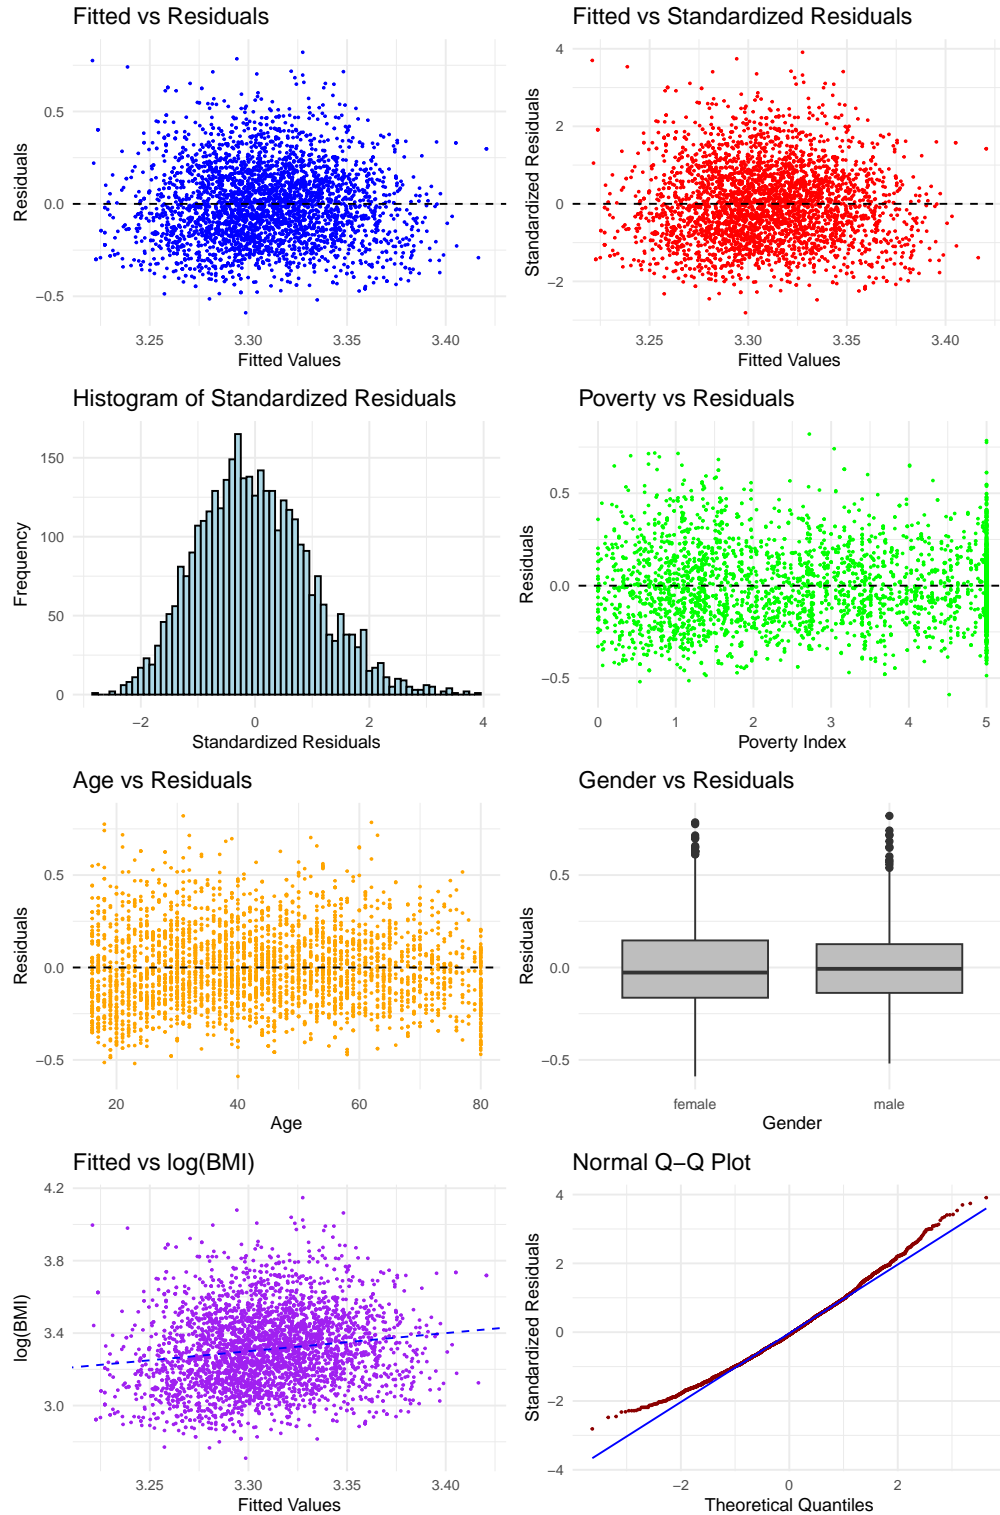 Fitted vs Residuals
0.5
0.0
−0.5
Residuals
3.25
3.30
3.35
3.40
Fitted Values
Fitted vs Standardized Residuals
4
2
0
−2
Standardized Residuals
3.25
3.30
3.35
3.40
Fitted Values
Histogram of Standardized Residuals
150
100
50
0
Frequency
−2
0
2
4
Standardized Residuals
Poverty vs Residuals
0.5
0.0
−0.5
Residuals
0
1
2
3
4
5
Poverty Index
Age vs Residuals
0.5
0.0
−0.5
Residuals
20
40
60
80
Age
Gender vs Residuals
0.5
0.0
−0.5
Residuals
female
male
Gender
Fitted vs log(BMI)
4.2
3.8
3.4
3.0
log(BMI)
3.25
3.30
3.35
3.40
Fitted Values
Normal Q−Q Plot
4
2
0
−2
−4
Standardized Residuals
−2
0
2
Theoretical Quantiles